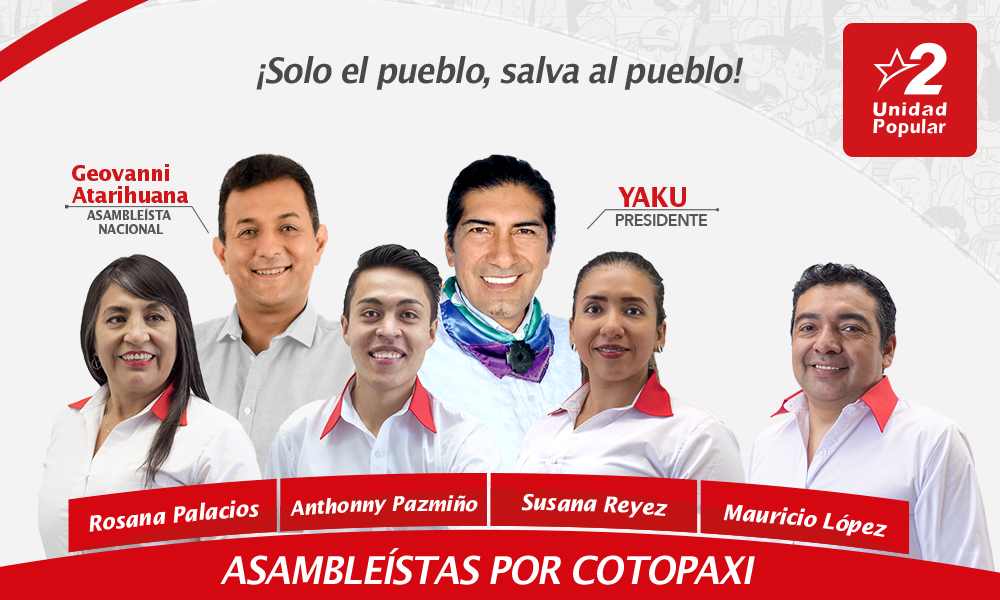 ¡Solo el pueblo, salva al pueblo!
2
Unidad
Popular
Geovanni
Atarihuana
ASAMBLEÍSTA
NACIONAL
YAKU
PRESIDENTE
Rosana Palacios
Anthonny Pazmiño
Susana Reyez
Mauricio López
ASAMBLEÍSTAS POR COTOPAXI